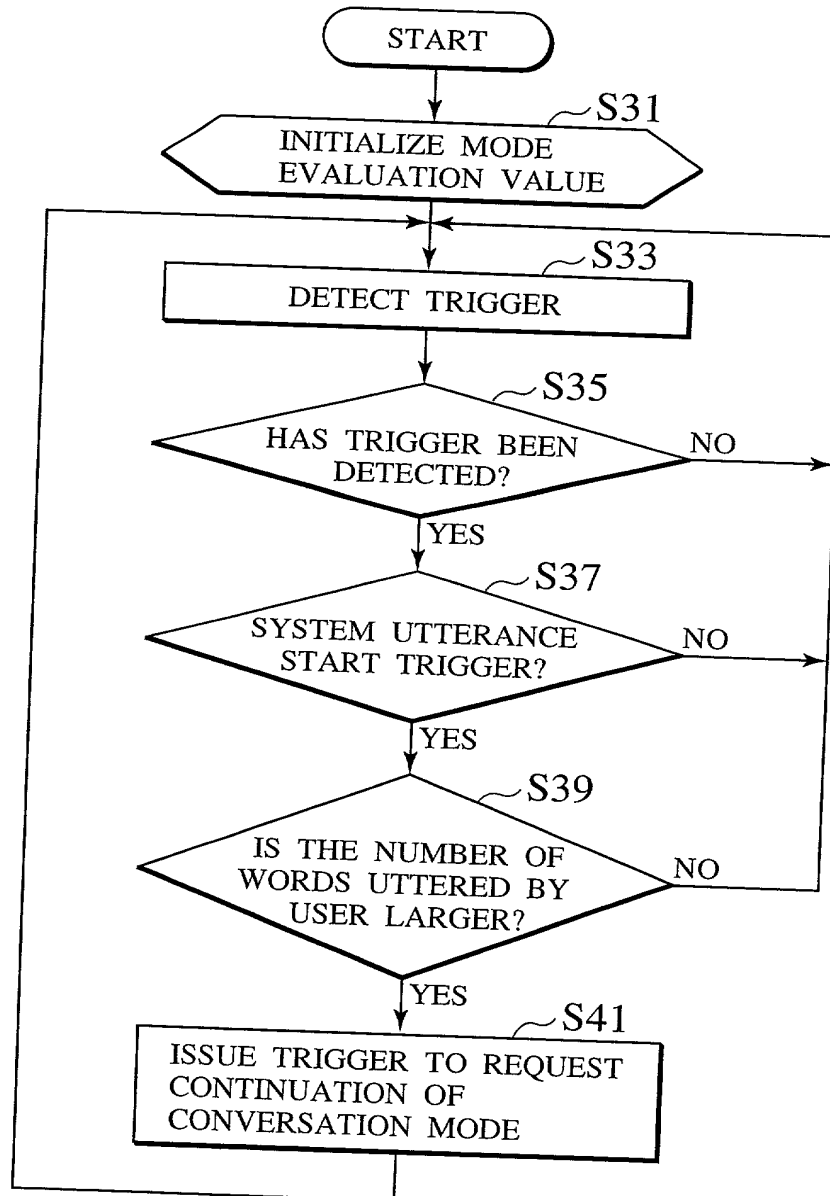 START
S31
INITIALIZE MODE
EVALUATION VALUE
S33
DETECT TRIGGER
S35
HAS TRIGGER BEEN
DETECTED?
NO
YES
S37
SYSTEM UTTERANCE
START TRIGGER?
NO
YES
S39
IS THE NUMBER OF
WORDS UTTERED BY
USER LARGER?
NO
YES
S41
ISSUE TRIGGER TO REQUEST
CONTINUATION OF
CONVERSATION MODE